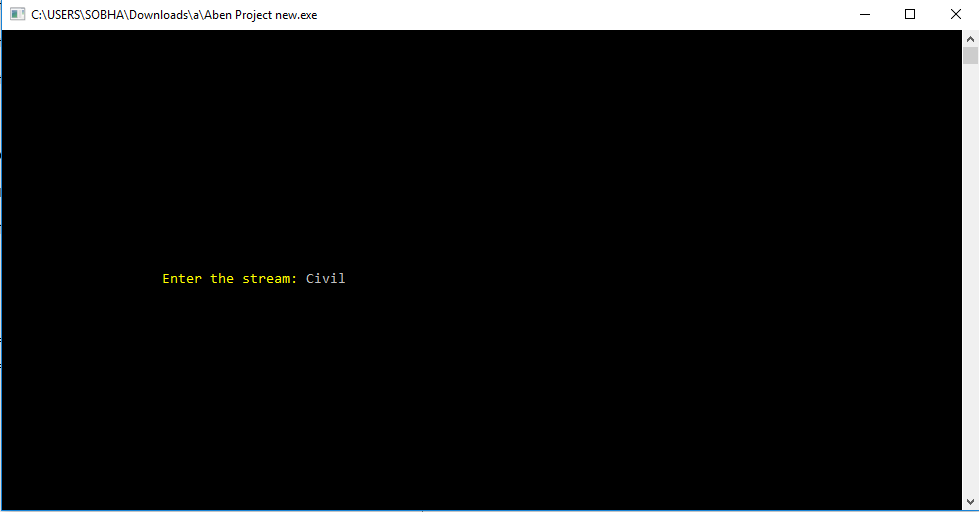 C:\USERS\SOBHA\Downloads\a\Aben Project new.exe
Enter the stream: Civil